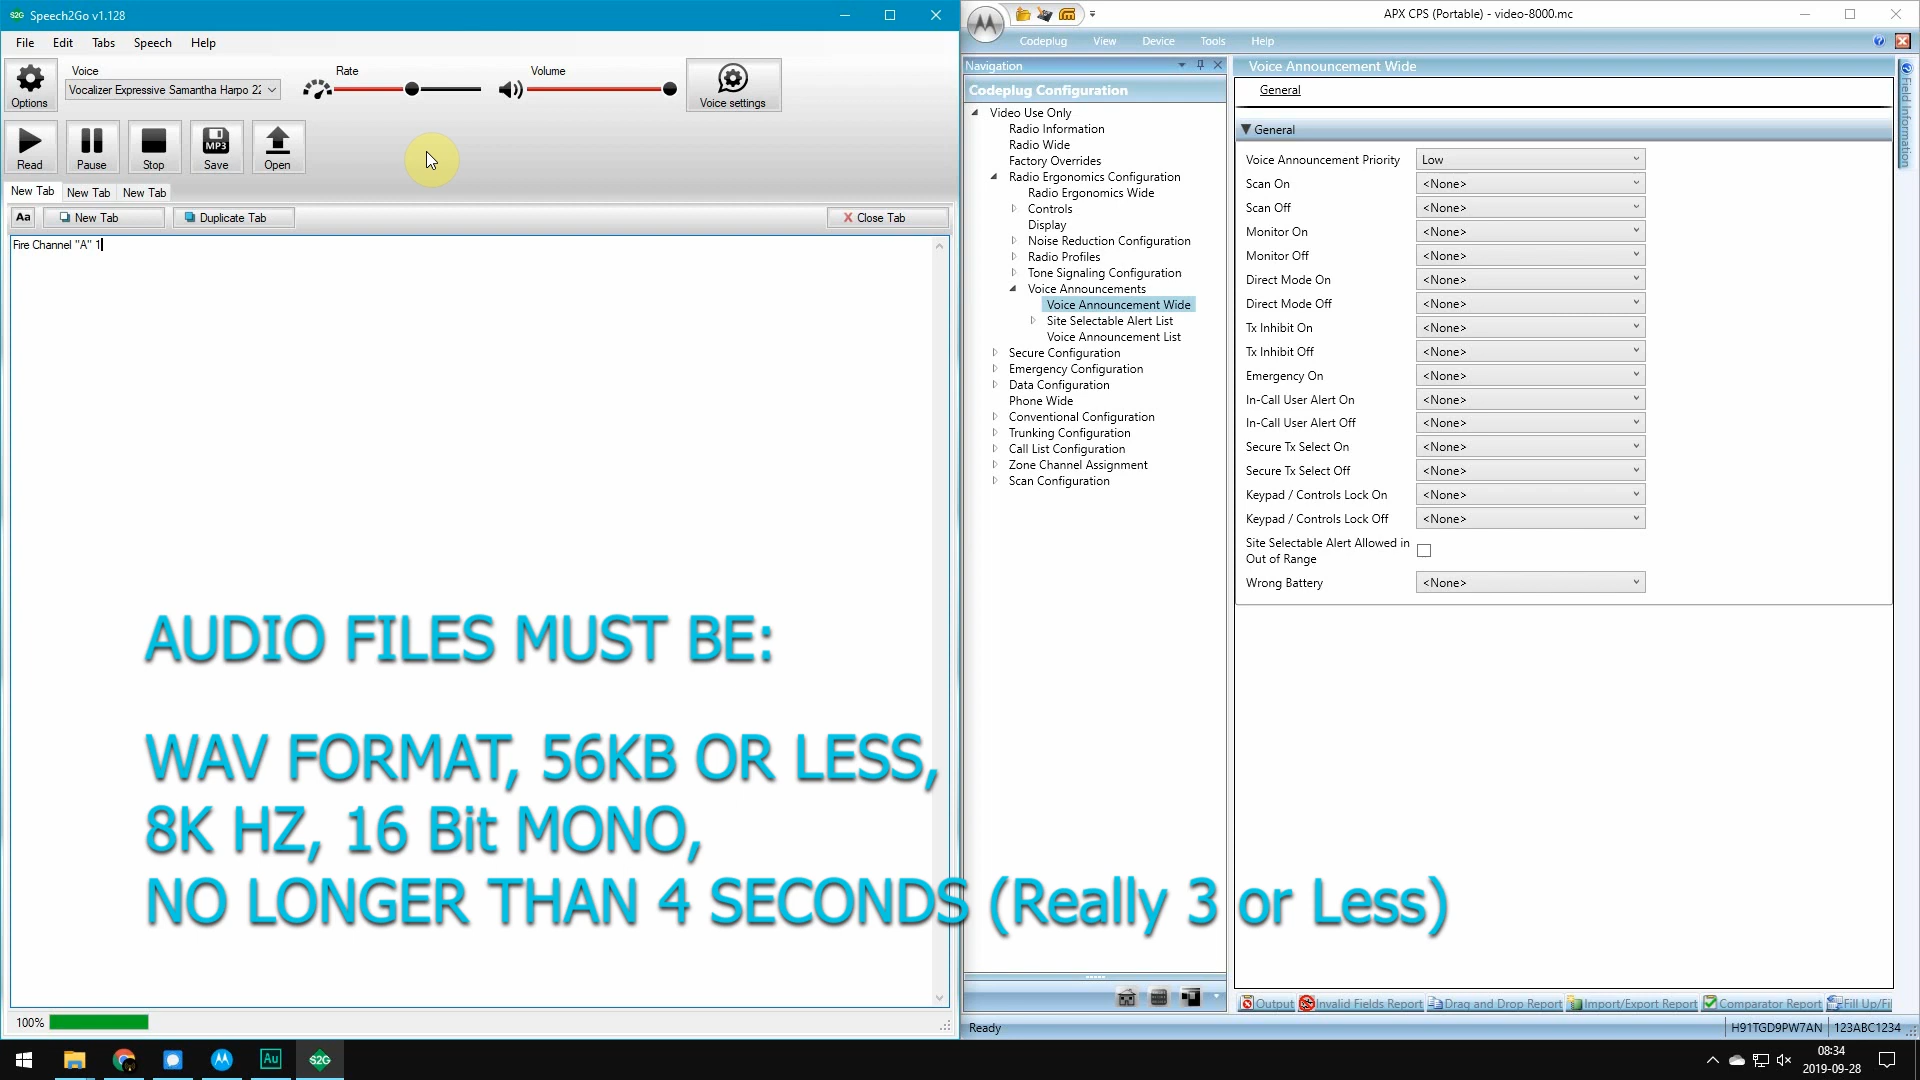 Speech2Go v1.128
File Edit Tabs Speech Help
Options
Voice
Vocalizer Expressive Samantha Harpo 22
Rate
Volume
Voice settings
Read
Pause
Stop
MP3
Save
Open
New Tab New Tab New Tab
Aa New Tab Duplicate Tab X Close Tab
Fire Channel "A" 1
100%
APX CPS (Portable) - video-8000.mc
Codeplug View Device Tools Help
Navigation
Codeplug Configuration
Video Use Only
Radio Information
Radio Wide
Factory Overrides
Radio Ergonomics Configuration
Radio Ergonomics Wide
Controls
Display
Noise Reduction Configuration
Radio Profiles
Tone Signaling Configuration
Voice Announcements
Voice Announcement Wide
Site Selectable Alert List
Voice Announcement List
Secure Configuration
Emergency Configuration
Data Configuration
Phone Wide
Conventional Configuration
Trunking Configuration
Call List Configuration
Zone Channel Assignment
Scan Configuration
Voice Announcement Wide
General
General
Voice Announcement Priority Low
Scan On <None>
Scan Off <None>
Monitor On <None>
Monitor Off <None>
Direct Mode On <None>
Direct Mode Off <None>
Tx Inhibit On <None>
Tx Inhibit Off <None>
Emergency On <None>
In-Call User Alert On <None>
In-Call User Alert Off <None>
Secure Tx Select On <None>
Secure Tx Select Off <None>
Keypad / Controls Lock On <None>
Keypad / Controls Lock Off <None>
Site Selectable Alert Allowed in
Out of Range
Wrong Battery <None>
Field Information
AUDIO FILES MUST BE:
WAV FORMAT, 56KB OR LESS,
8K HZ, 16 Bit MONO,
NO LONGER THAN 4 SECONDS (Really 3 or Less)
Output Invalid Fields Report Drag and Drop Report Import/Export Report Comparator Report Fill Up/Fi
Ready
H91TGD9PW7AN 123ABC1234
Au S2G
08:34
2019-09-28